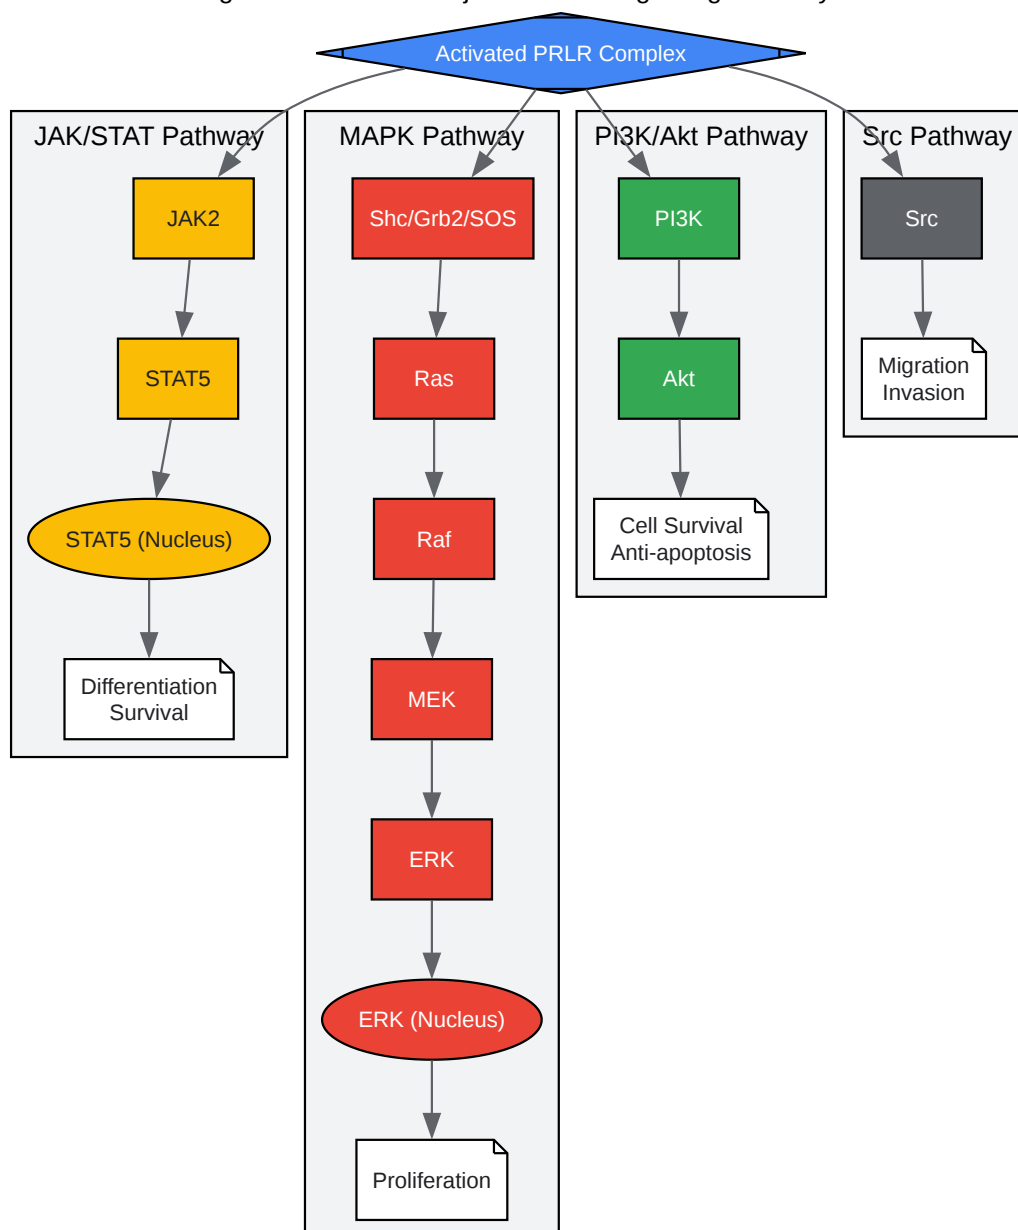 Activated PRLR Complex
JAK/STAT Pathway
MAPK Pathway
PI3K/Akt Pathway
Src Pathway
JAK2
Shc/Grb2/SOS
PI3K
Src
STAT5
Ras
Akt
Migration
Invasion
STAT5 (Nucleus)
Raf
Cell Survival
Anti-apoptosis
Differentiation
Survival
MEK
ERK
ERK (Nucleus)
Proliferation